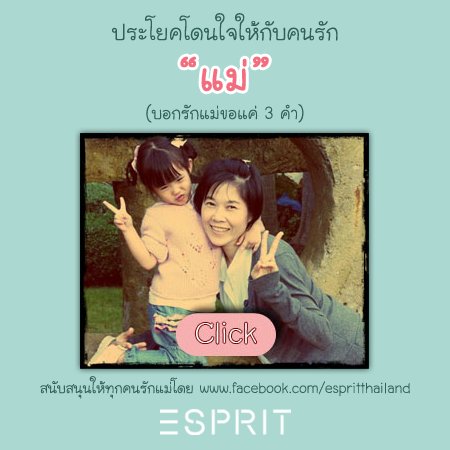 ประโยคโดนใจให้กับคนรัก
“แม่”
(บอกรักแม่ขอแค่ 3 คำ)
Click
สนับสนุนให้ทุกคนรักแม่โดย www.facebook.com/espritthailand
ESPRIT